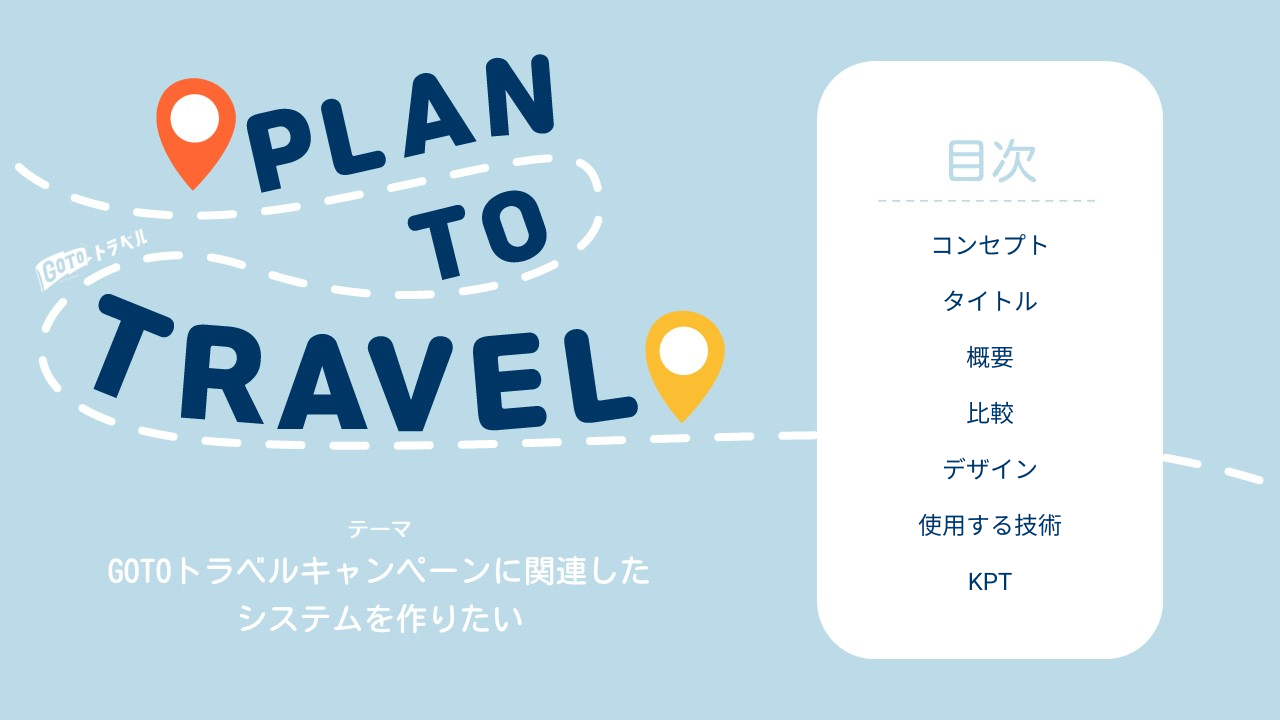 PLAN
TO
TRAVEL
GOTOトラベル
テーマ
GOTOトラベルキャンペーンに関連した
システムを作りたい
目次
コンセプト
タイトル
概要
比較
デザイン
使用する技術
KPT